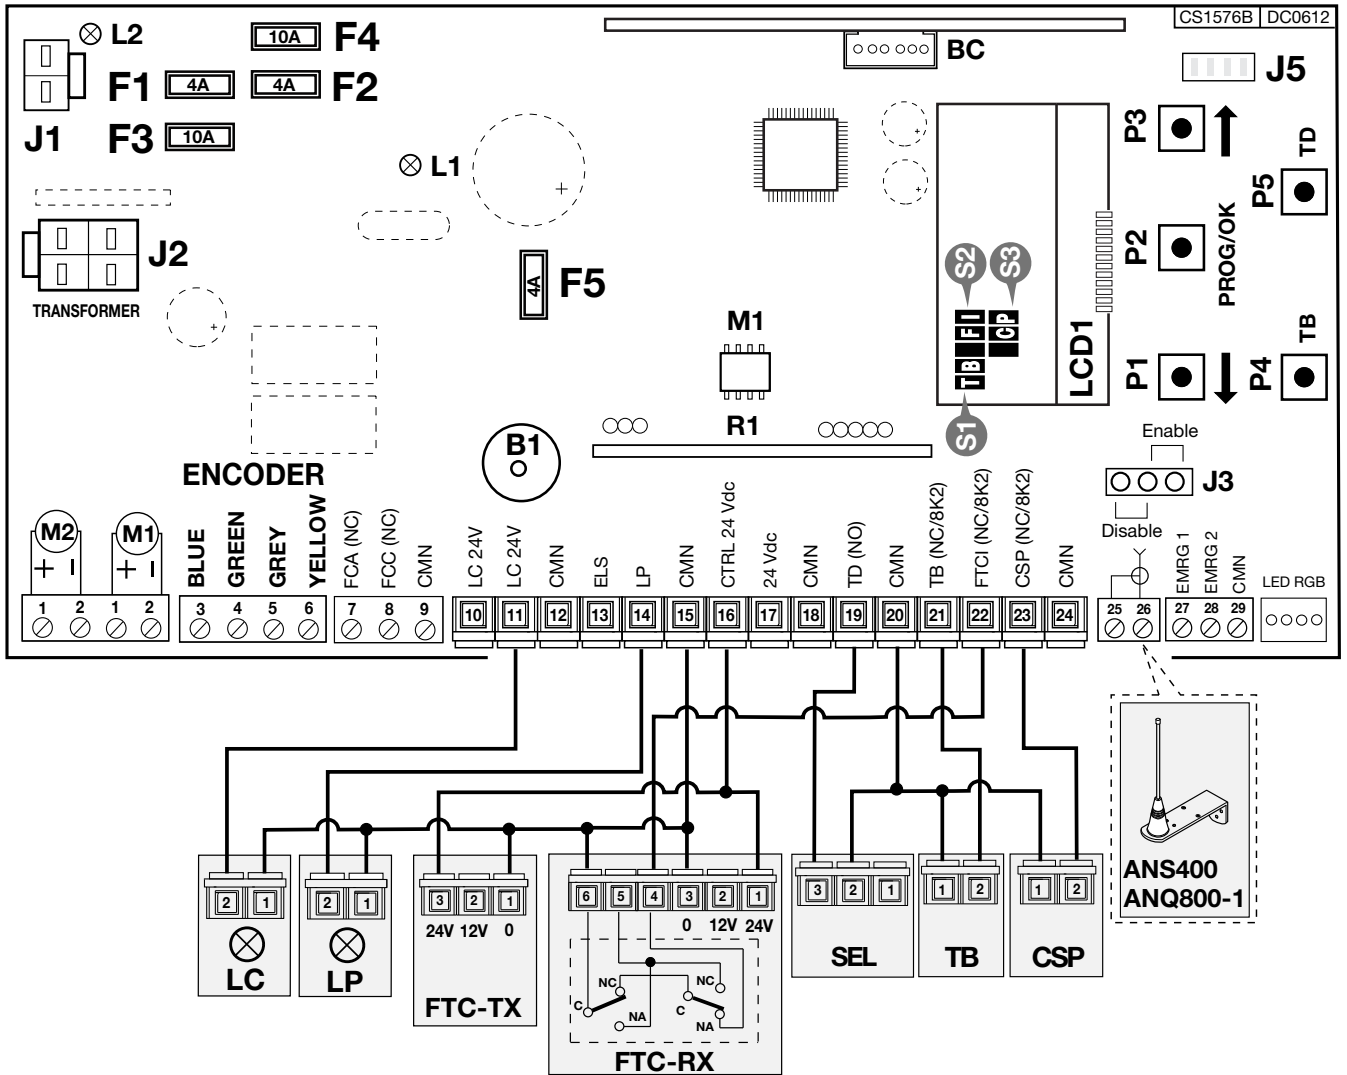 CS1576B DC0612
L2
10A F4
BC
J5
F1 4A
4A F2
J1
F3 10A
L1
P3
TD
P5
J2
TRANSFORMER
4A F5
S2 S3
P2
PROG/OK
M1
TB FI
CP
S1
LCD1
P1
P4 TB
R1
B1
Enable
J3
Disable
ENCODER
M2 M1
+ - + -
BLUE
GREEN
GREY
YELLOW
FCA (NC)
FCC (NC)
CMN
LC 24V
LC 24V
CMN
ELS
LP
CMN
CTRL 24 Vdc
24 Vdc
CMN
TD (NO)
CMN
TB (NC/8K2)
FTCI (NC/8K2)
CSP (NC/8K2)
CMN
EMRG 1
EMRG 2
CMN
LED RGB
1 2 1 2 3 4 5 6 7 8 9 10 11 12 13 14 15 16 17 18 19 20 21 22 23 24 25 26 27 28 29
2 1
LC
2 1
LP
3 2 1
24V 12V 0
FTC-TX
6 5 4 3 2 1
0 12V 24V
NC NC
C C
NA NA
FTC-RX
3 2 1
SEL
1 2
TB
1 2
CSP
ANS400
ANQ800-1